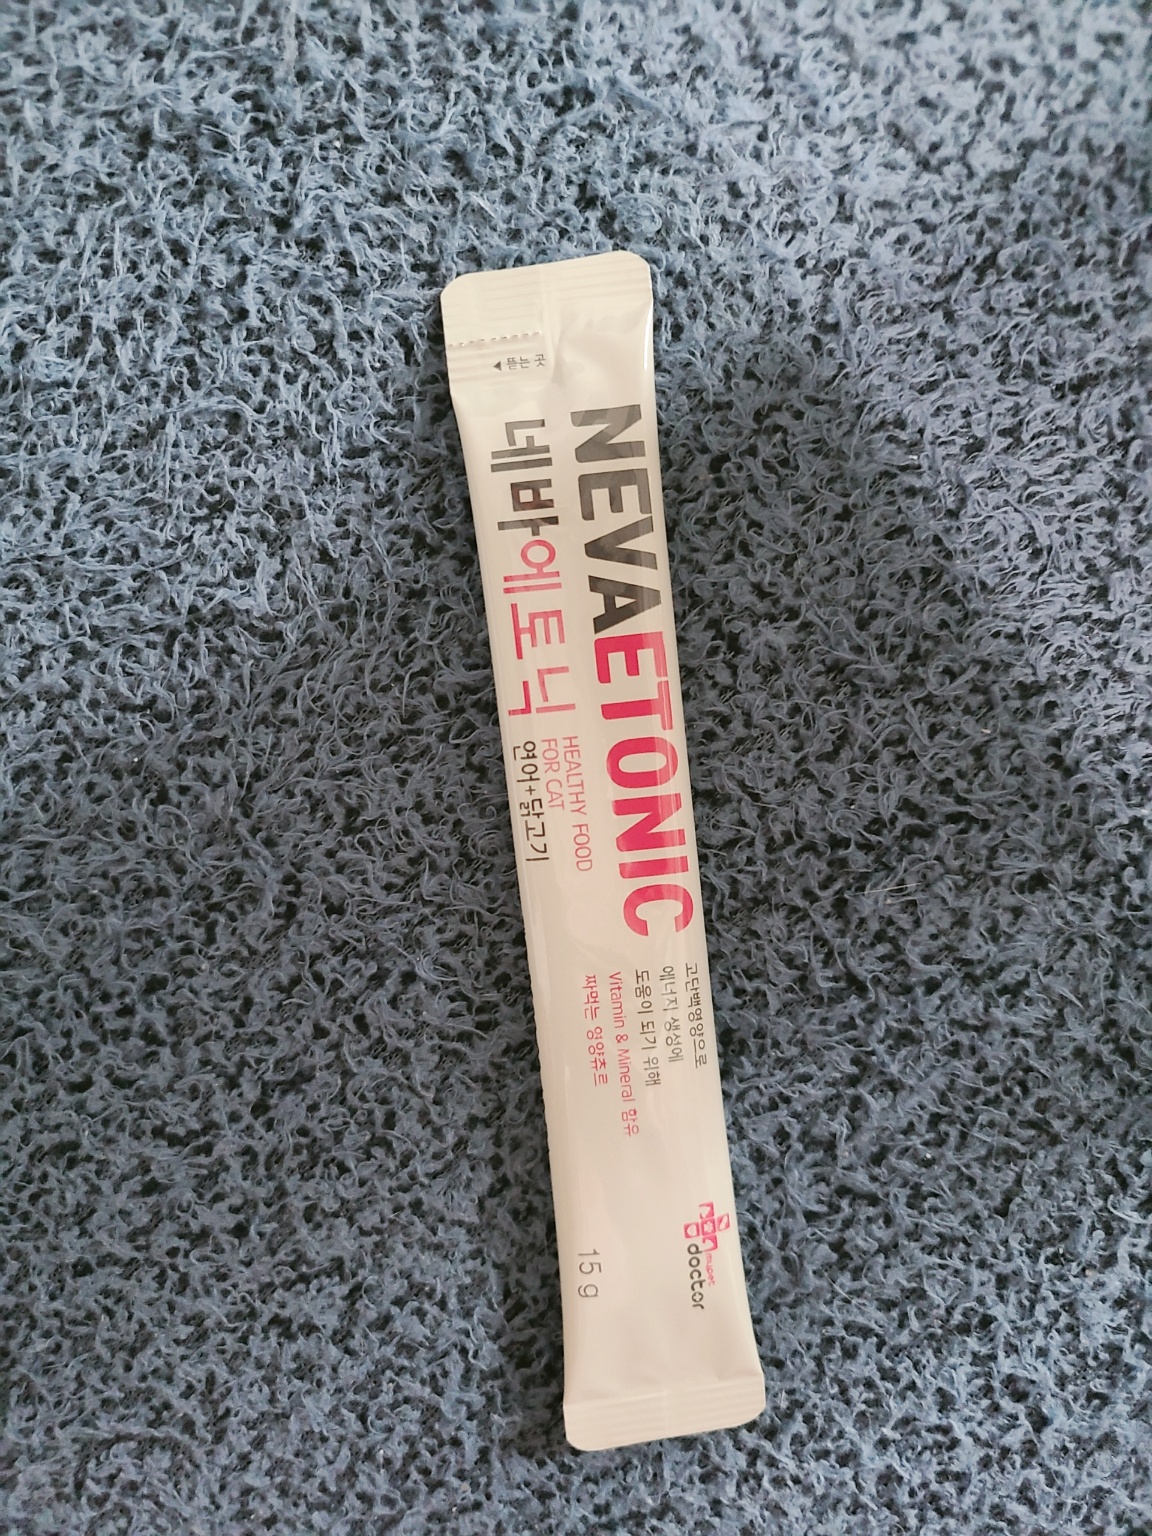 뜯는 곳
NEVAETONIC
네바에토닉
HEALTHY FOOD
FOR CAT
연어+닭고기
고단백영양으로
에너지 생성에
도움이 되기 위해
Vitamin & Mineral 함유
짜먹는 영양츄르
mupet
doctor
15 g